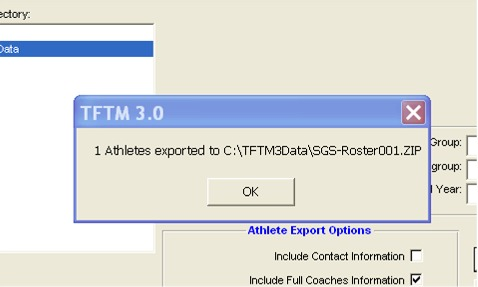 ectory:
Data
TFTM 3.0
1 Athletes exported to C:\TFTM3Data\SGS-Roster001.ZIP
Group:
group:
l Year:
OK
Athlete Export Options
Include Contact Information
Include Full Coaches Information